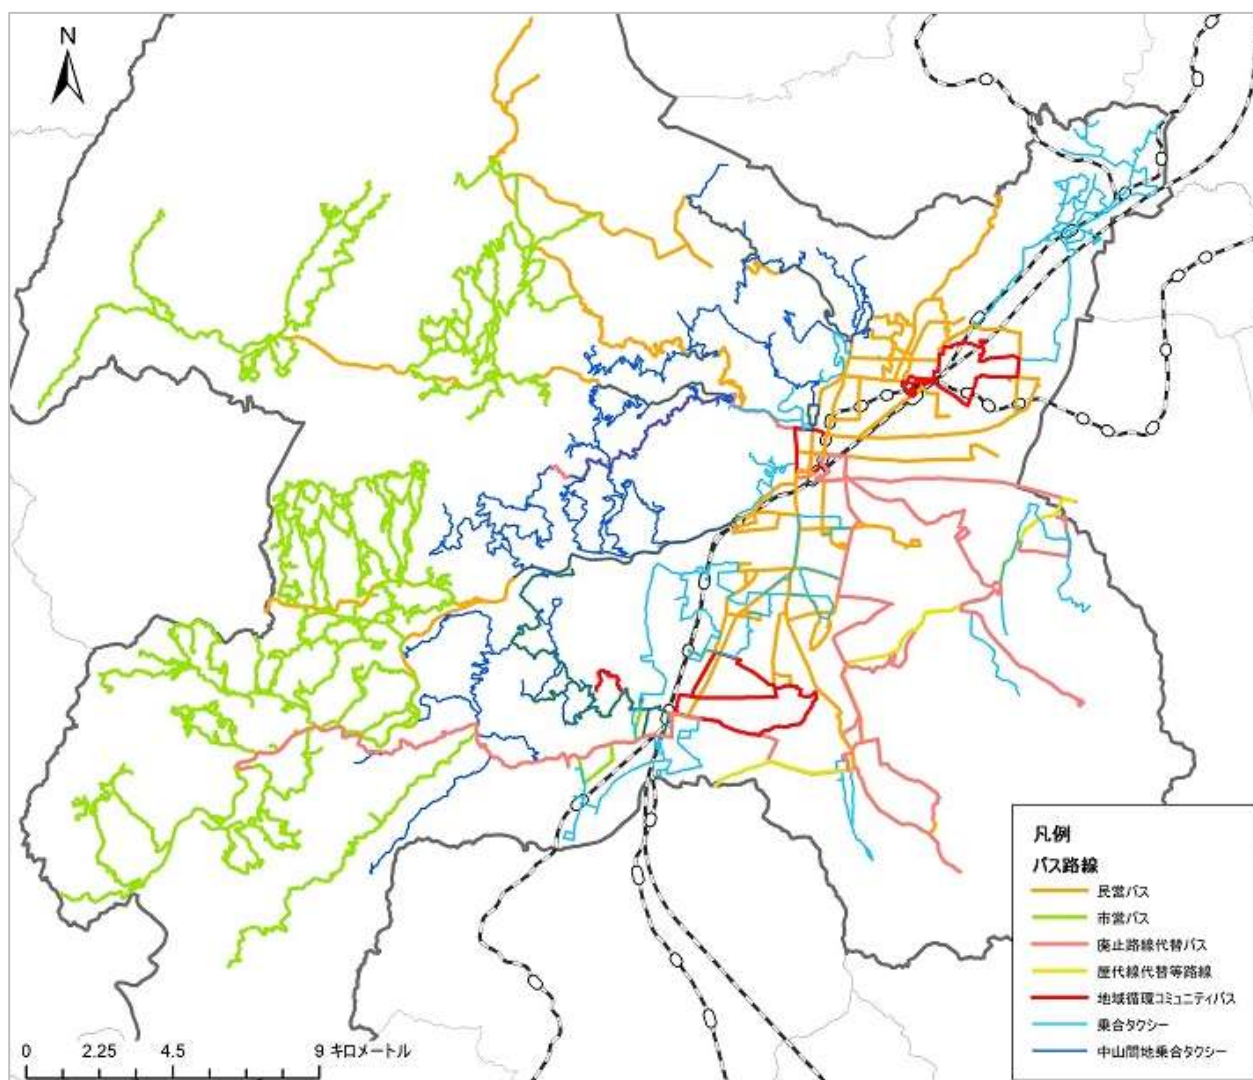 N
凡例
バス路線
民営バス
市営バス
廃止路線代替バス
屋代線代替等路線
地域循環コミュニティバス
乗合タクシー
中山間地乗合タクシー
0 2.25 4.5 9 キロメートル